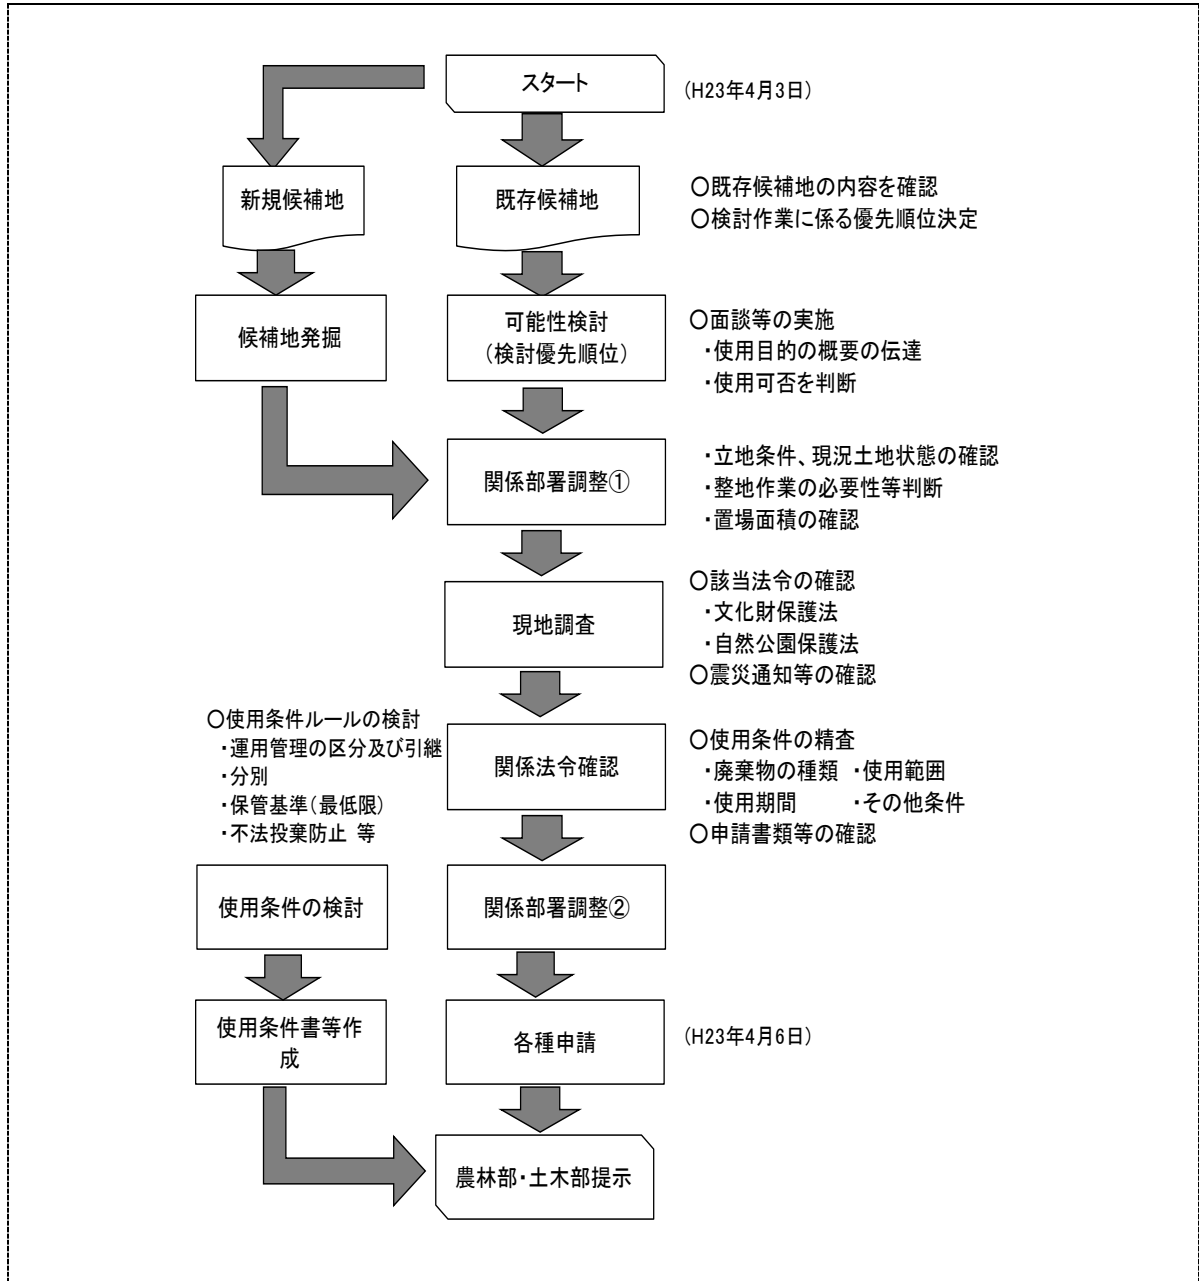 スタート
(H23年4月3日)
新規候補地
既存候補地
○既存候補地の内容を確認
○検討作業に係る優先順位決定
候補地発掘
可能性検討
(検討優先順位)
○面談等の実施
・使用目的の概要の伝達
・使用可否を判断
関係部署調整①
・立地条件、現況土地状態の確認
・整地作業の必要性等判断
・置場面積の確認
現地調査
○該当法令の確認
・文化財保護法
・自然公園保護法
○震災通知等の確認
○使用条件ルールの検討
・運用管理の区分及び引継
・分別
・保管基準(最低限)
・不法投棄防止 等
関係法令確認
○使用条件の精査
・廃棄物の種類 ・使用範囲
・使用期間 ・その他条件
○申請書類等の確認
使用条件の検討
関係部署調整②
使用条件書等作
成
各種申請
(H23年4月6日)
農林部・土木部提示